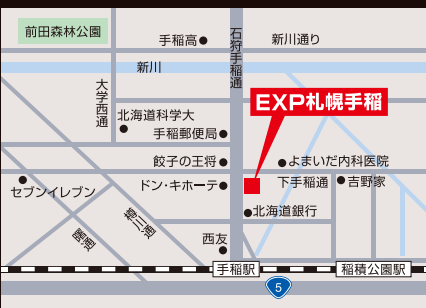 前田森林公園
手稲高
石狩手稲通
新川通り
新川
大学西通
EXP札幌手稲
北海道科学大
手稲郵便局
餃子の王将
よまいだ内科医院
セブンイレブン
ドン・キホーテ
下手稲通
吉野家
樽川通
北海道銀行
西友
手稲駅
稲積公園駅
5